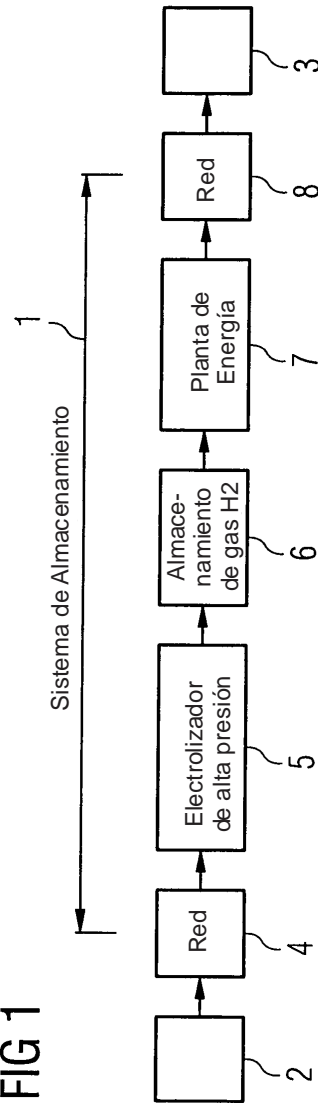 FIG 1
1
Sistema de Almacenamiento
Red
Electrolizador
de alta presión
Almace-
namiento
de gas H2
Planta de
Energía
Red
2
4
5
6
7
8
3